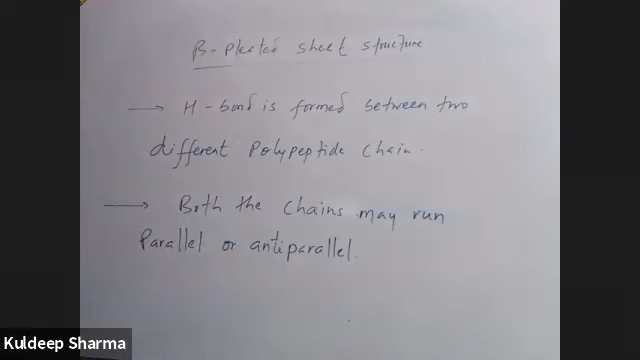 β-pleated sheet structure
→ H-bond is formed between two
different Polypeptide chain.
→ Both the chains may run
Parallel or antiparallel.
Kuldeep Sharma